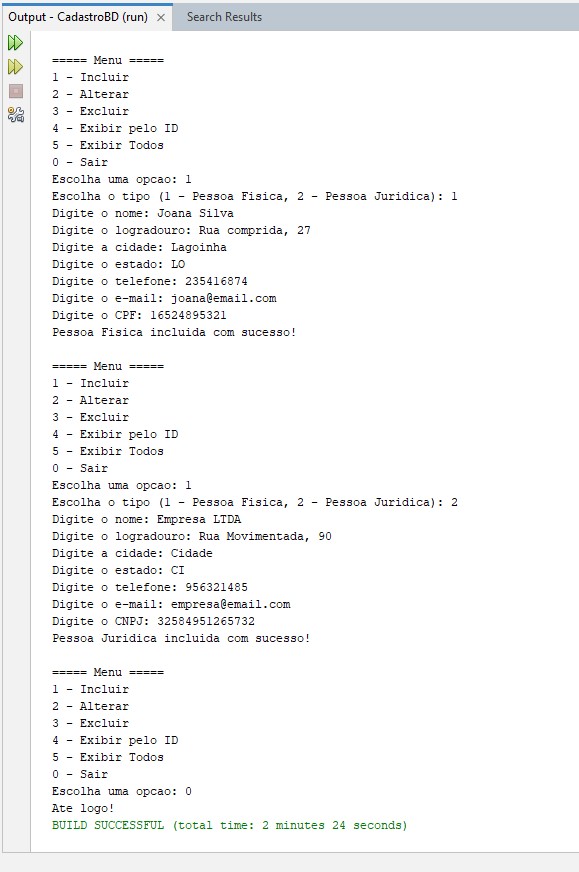 Output - CadastroBD (run) × Search Results
===== Menu =====
1 - Incluir
2 - Alterar
3 - Excluir
4 - Exibir pelo ID
5 - Exibir Todos
0 - Sair
Escolha uma opcao: 1
Escolha o tipo (1 - Pessoa Fisica, 2 - Pessoa Juridica): 1
Digite o nome: Joana Silva
Digite o logradouro: Rua comprida, 27
Digite a cidade: Lagoinha
Digite o estado: LO
Digite o telefone: 235416874
Digite o e-mail: joana@email.com
Digite o CPF: 16524895321
Pessoa Fisica incluida com sucesso!
===== Menu =====
1 - Incluir
2 - Alterar
3 - Excluir
4 - Exibir pelo ID
5 - Exibir Todos
0 - Sair
Escolha uma opcao: 1
Escolha o tipo (1 - Pessoa Fisica, 2 - Pessoa Juridica): 2
Digite o nome: Empresa LTDA
Digite o logradouro: Rua Movimentada, 90
Digite a cidade: Cidade
Digite o estado: CI
Digite o telefone: 956321485
Digite o e-mail: empresa@email.com
Digite o CNPJ: 32584951265732
Pessoa Juridica incluida com sucesso!
===== Menu =====
1 - Incluir
2 - Alterar
3 - Excluir
4 - Exibir pelo ID
5 - Exibir Todos
0 - Sair
Escolha uma opcao: 0
Ate logo!
BUILD SUCCESSFUL (total time: 2 minutes 24 seconds)